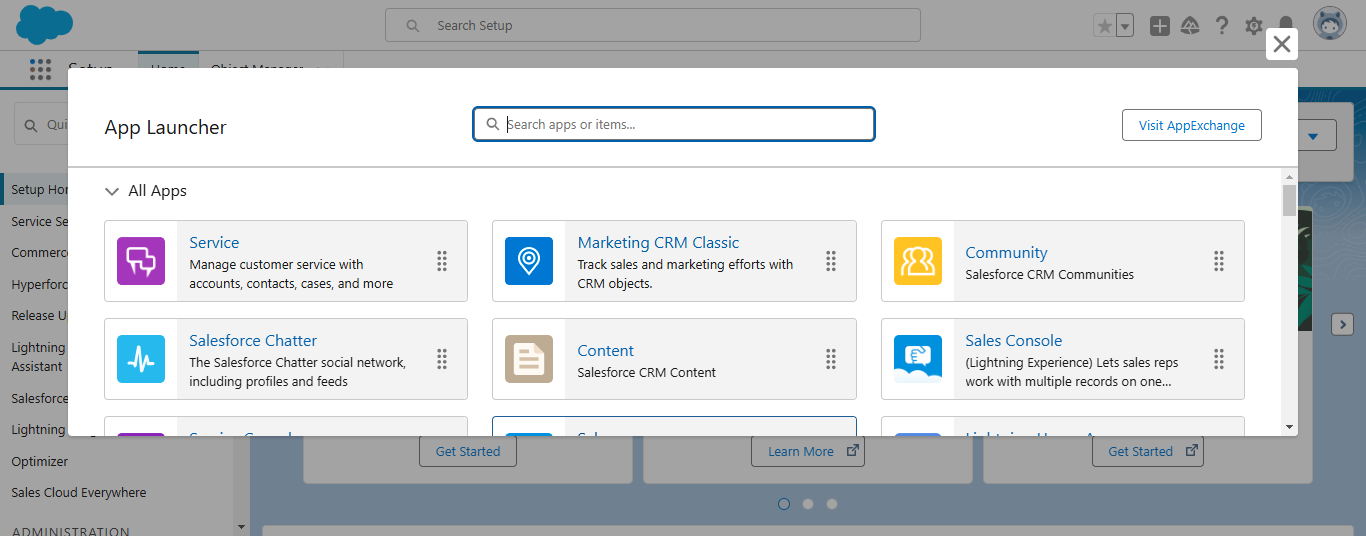 Search Setup
Setup
Home
Object Manager
App Launcher
Search apps or items...
Visit AppExchange
All Apps
Service
Manage customer service with
accounts, contacts, cases, and more
Marketing CRM Classic
Track sales and marketing efforts with
CRM objects.
Community
Salesforce CRM Communities
Salesforce Chatter
The Salesforce Chatter social network,
including profiles and feeds
Content
Salesforce CRM Content
Sales Console
(Lightning Experience) Lets sales reps
work with multiple records on one...
Qui
Setup Hor
Service Se
Commerc
Hyperforc
Release U
Lightning
Assistant
Salesforce
Lightning
Optimizer
Sales Cloud Everywhere
ADMINISTRATION
Get Started
Learn More
Get Started